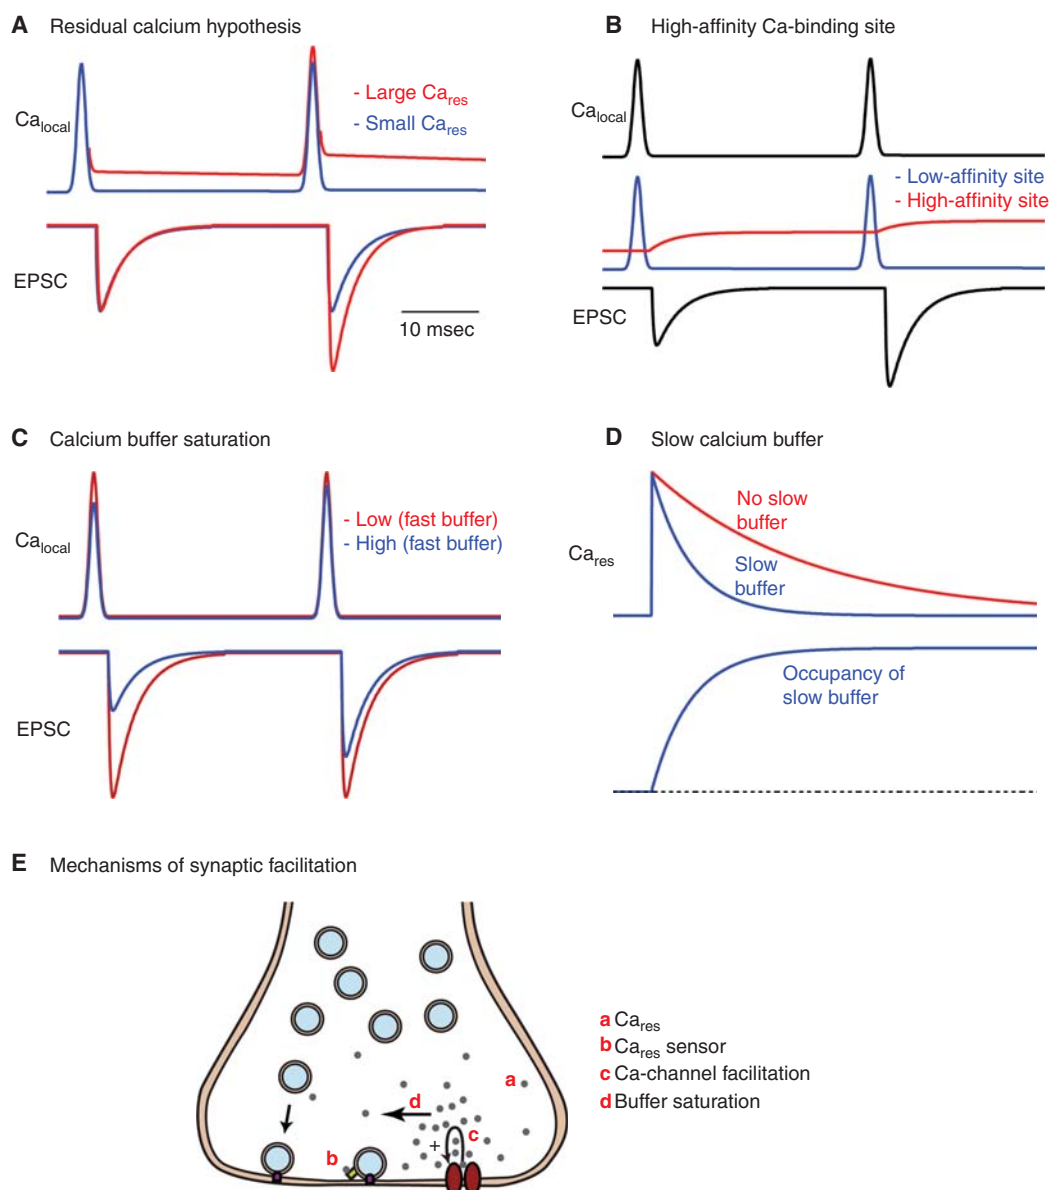 A Residual calcium hypothesis
Ca_local
- Large Ca_res
- Small Ca_res
EPSC
10 msec
B High-affinity Ca-binding site
Ca_local
- Low-affinity site
- High-affinity site
EPSC
C Calcium buffer saturation
Ca_local
- Low (fast buffer)
- High (fast buffer)
EPSC
D Slow calcium buffer
Ca_res
No slow
buffer
Slow
buffer
Occupancy of
slow buffer
E Mechanisms of synaptic facilitation
a
d
c
+
b
a Ca_res
b Ca_res sensor
c Ca-channel facilitation
d Buffer saturation